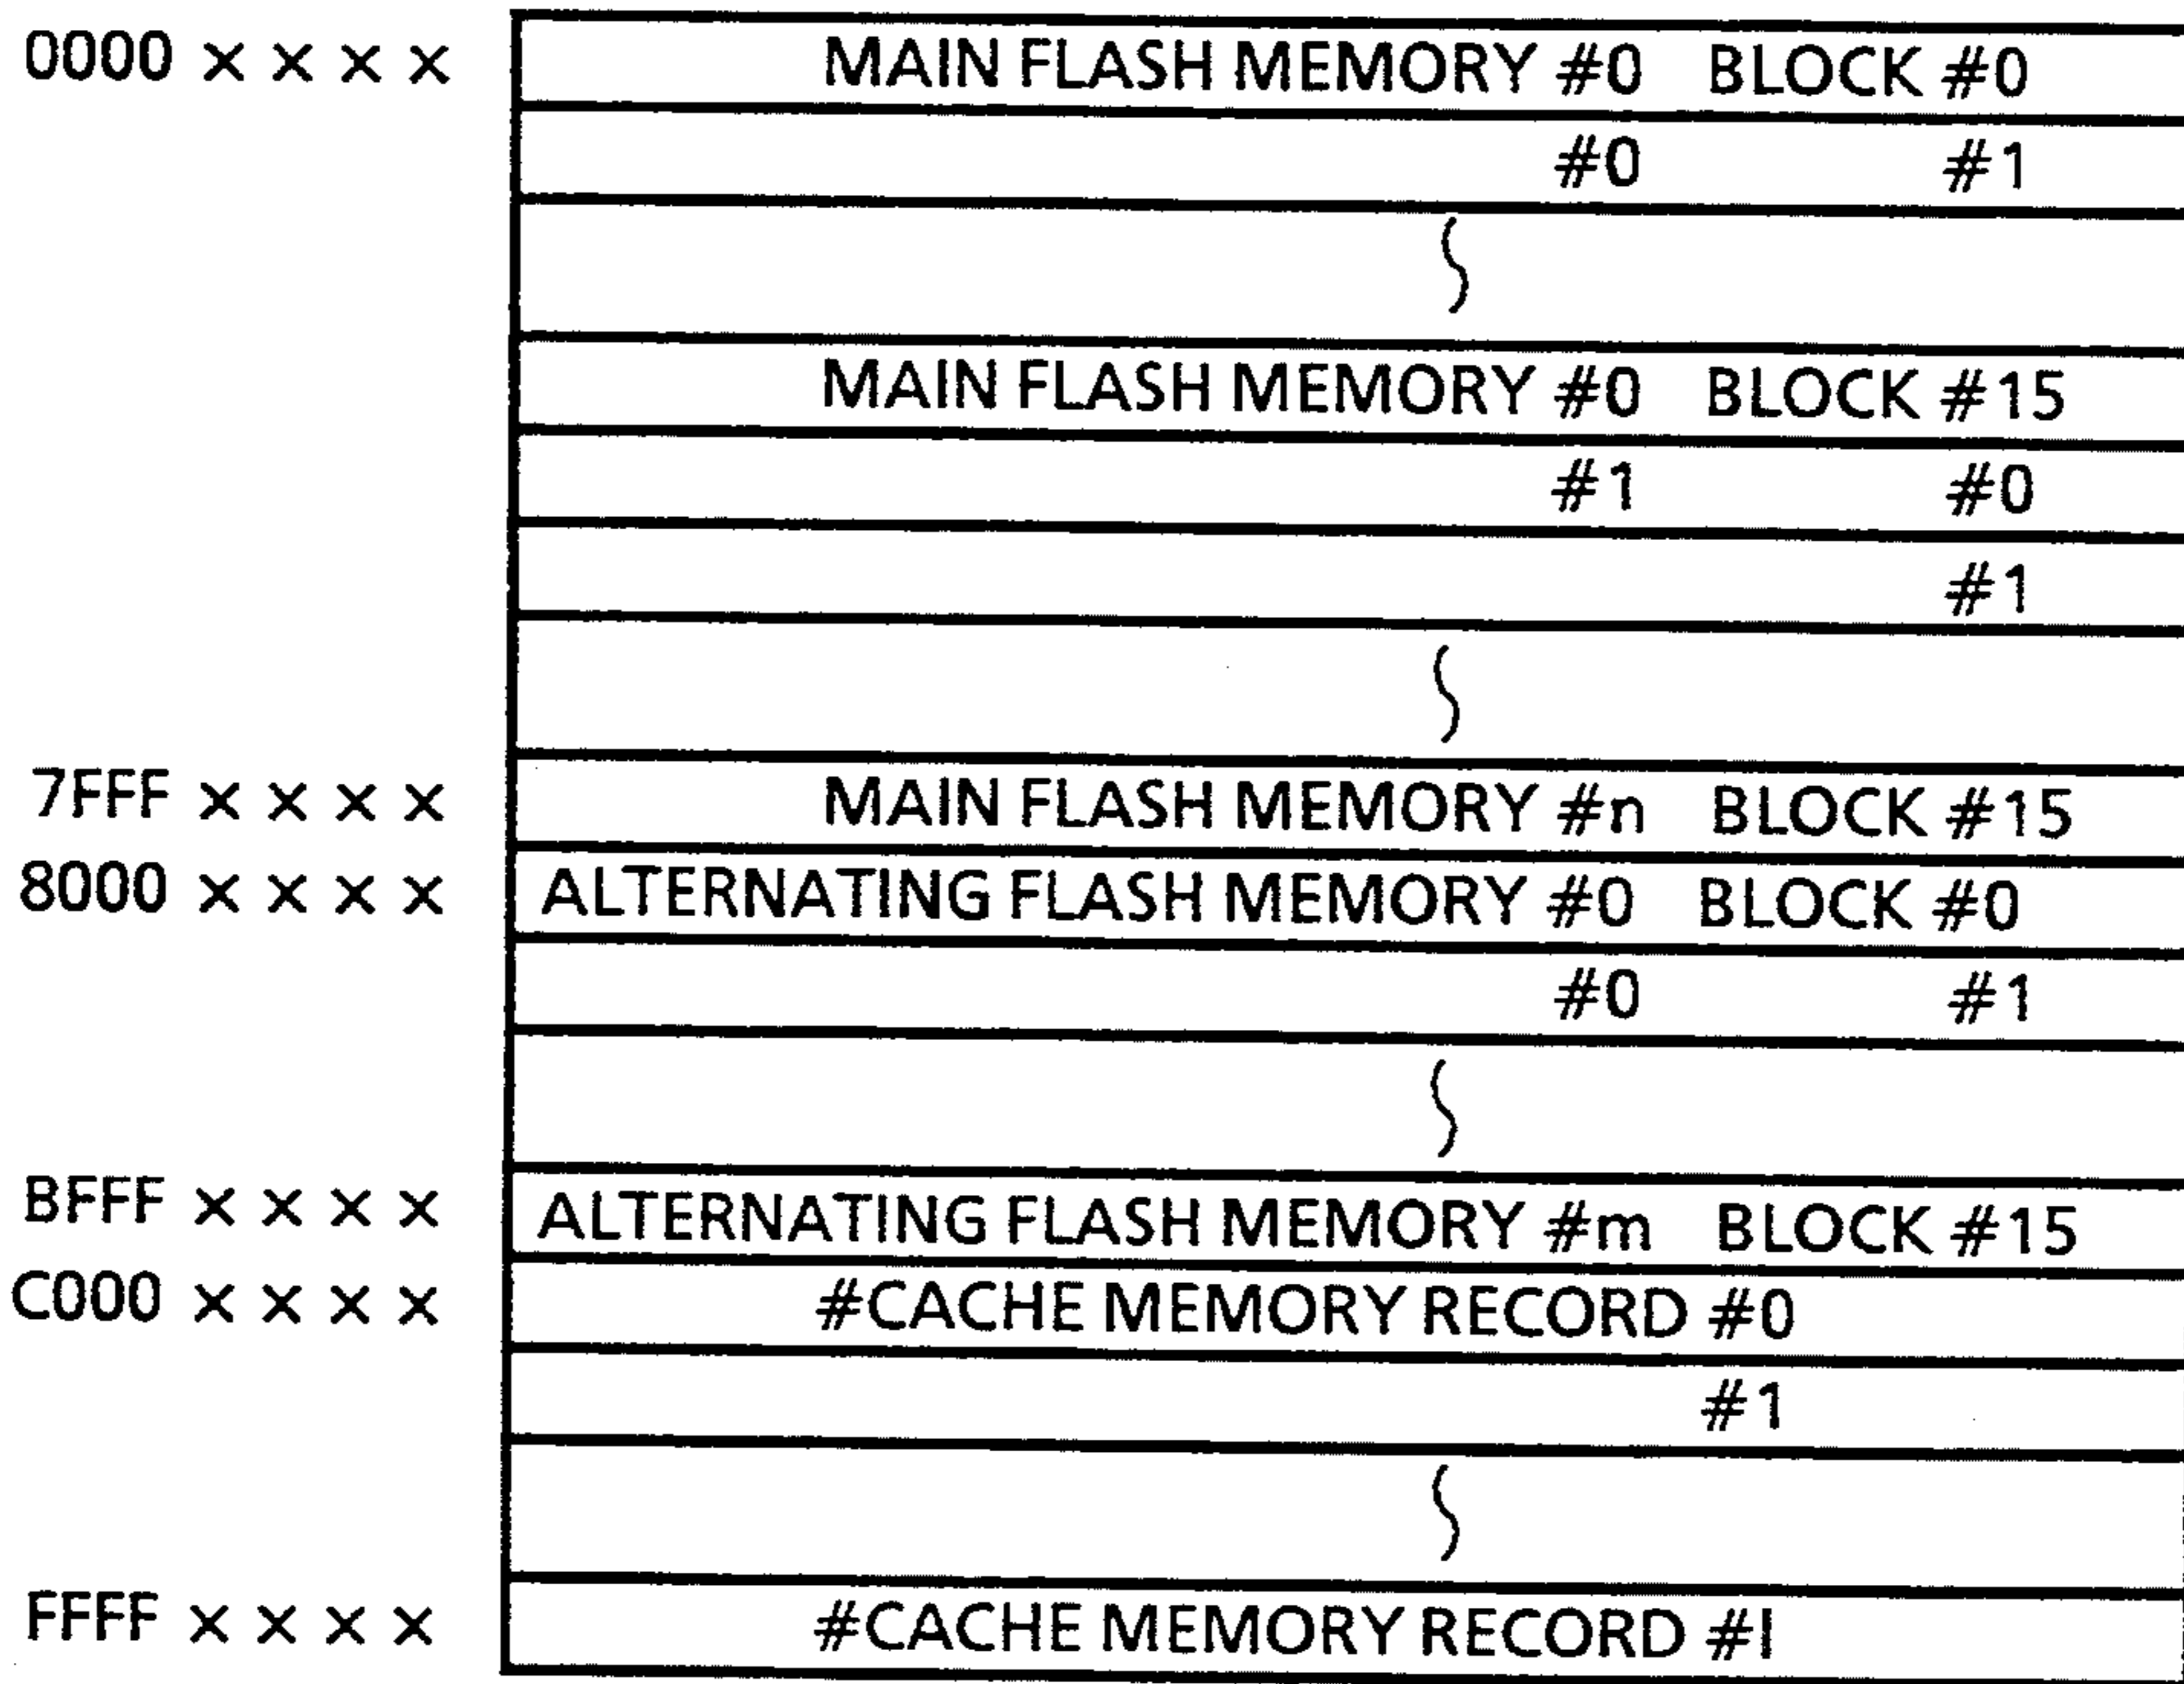 0000 × × × × MAIN FLASH MEMORY #0 BLOCK #0
#0 #1
MAIN FLASH MEMORY #0 BLOCK #15
#1 #0
#1
7FFF × × × × MAIN FLASH MEMORY #n BLOCK #15
8000 × × × × ALTERNATING FLASH MEMORY #0 BLOCK #0
#0 #1
BFFF × × × × ALTERNATING FLASH MEMORY #m BLOCK #15
C000 × × × × #CACHE MEMORY RECORD #0
#1
FFFF × × × × #CACHE MEMORY RECORD #l